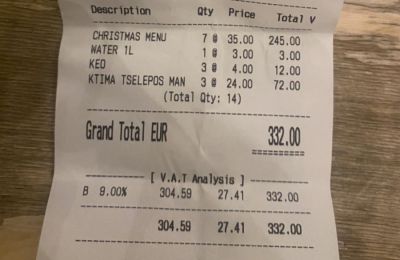 Description Qty Price Total V
CHRISTMAS MENU 7 @ 35.00 245.00
WATER 1L 1 @ 3.00 3.00
KEO 3 @ 4.00 12.00
KTIMA TSELEPOS MAN 3 @ 24.00 72.00
(Total Qty: 14)
Grand Total EUR 332.00
[ V.A.T Analysis ]
B 9.00% 304.59 27.41 332.00
304.59 27.41 332.00